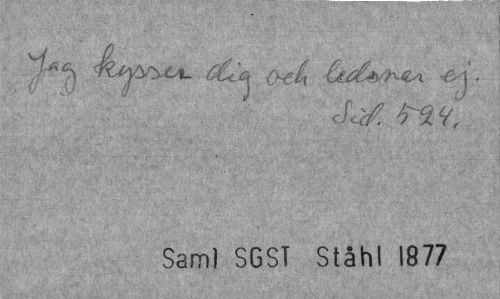 Jag kysser dig och ledsnar ej.
Sid. 524.
Saml SGST Ståhl 1877